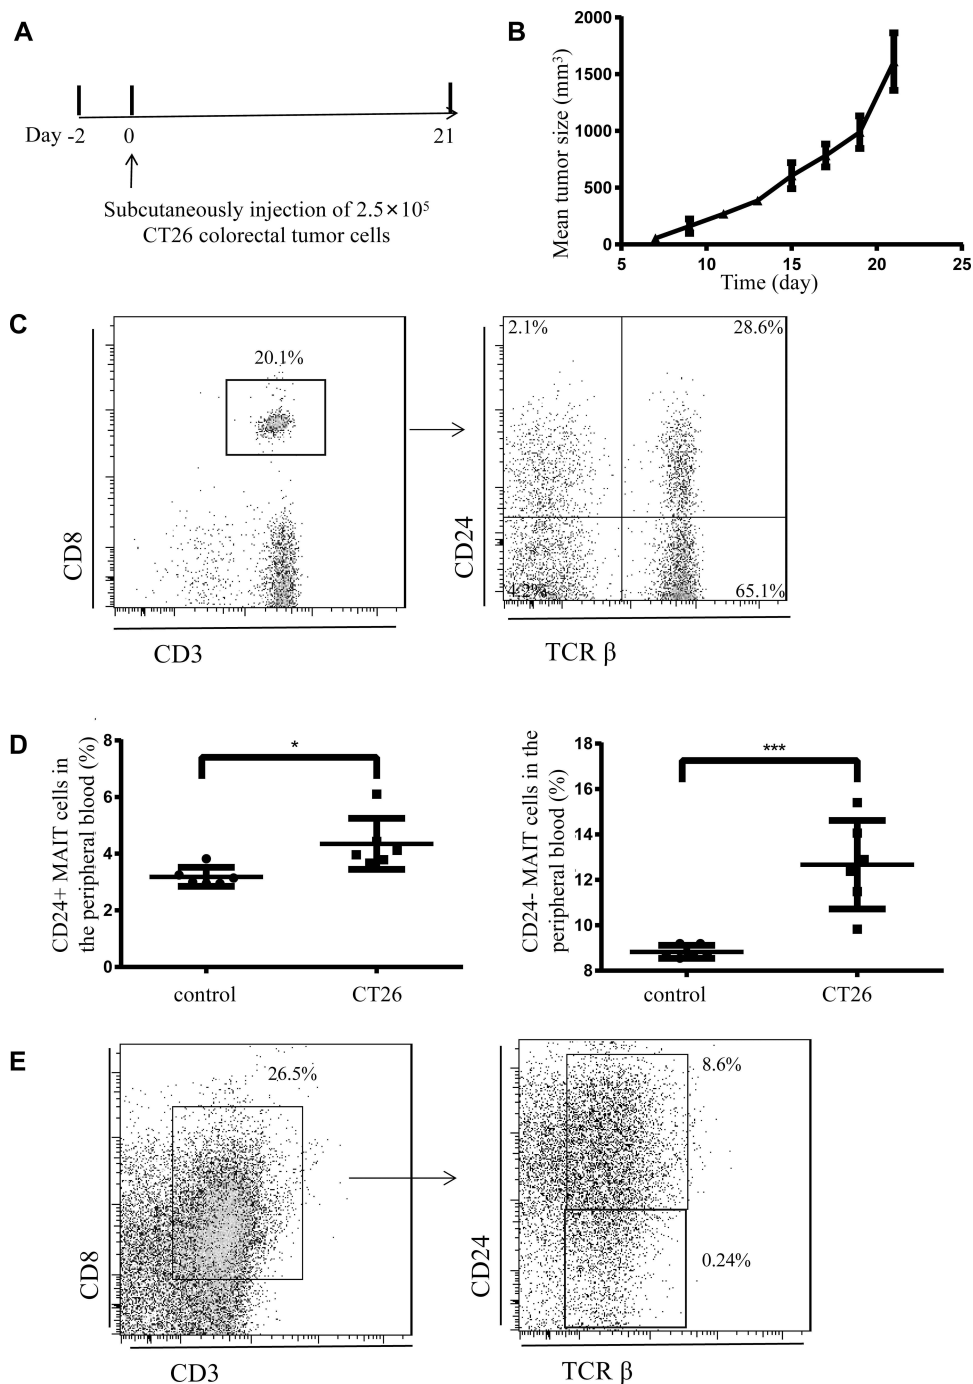 A
Day -2 0 21
Subcutaneously injection of 2.5×10⁵
CT26 colorectal tumor cells
B
Mean tumor size (mm³)
2000
1500
1000
500
0
5 10 15 20 25
Time (day)
C
CD8
20.1%
CD3
CD24
2.1% 28.6%
4.2% 65.1%
TCR β
D
CD24+ MAIT cells in
the peripheral blood (%)
8
6
4
2
0
*
control CT26
CD24- MAIT cells in the
peripheral blood (%)
18
16
14
12
10
8
***
control CT26
E
CD8
26.5%
CD3
CD24
8.6%
0.24%
TCR β